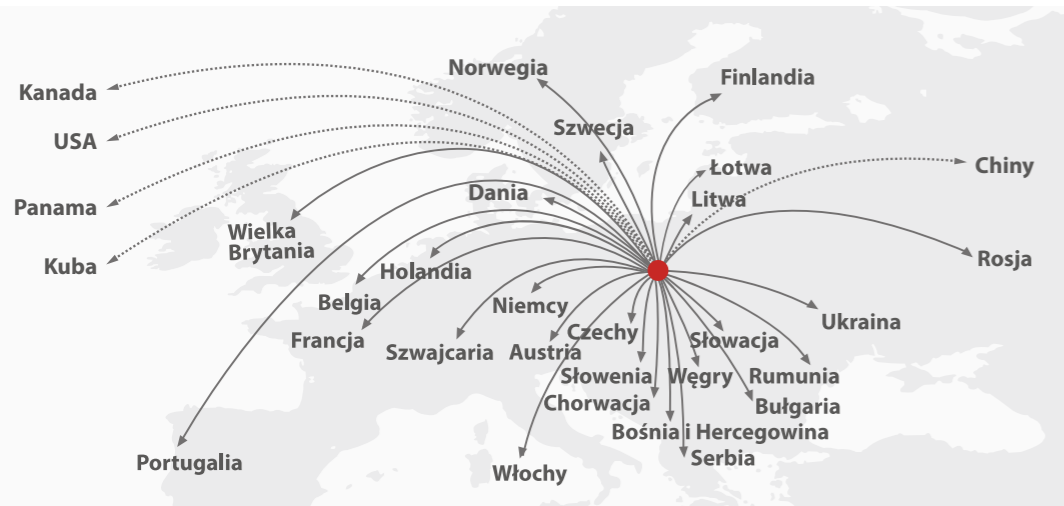 Norwegia
Finlandia
Kanada
USA
Szwecja
Łotwa
Chiny
Dania
Litwa
Panama
Wielka
Brytania
Rosja
Kuba
Holandia
Belgia
Niemcy
Ukraina
Francja
Czechy
Słowacja
Szwajcaria
Austria
Słowenia
Węgry
Rumunia
Chorwacja
Bułgaria
Bośnia i Hercegowina
Portugalia
Serbia
Włochy